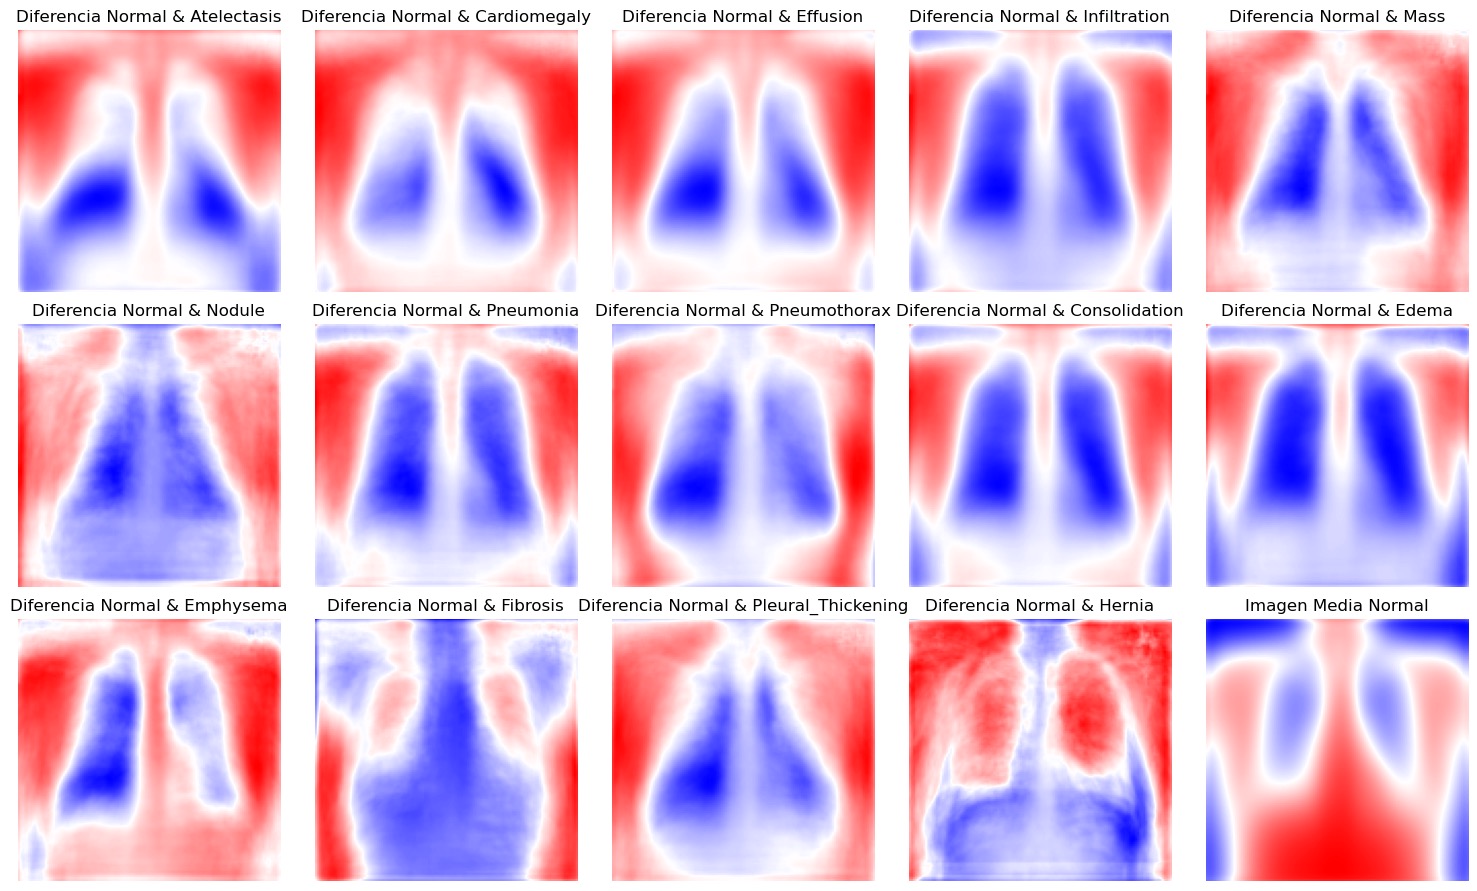 Diferencia Normal & Atelectasis
Diferencia Normal & Cardiomegaly
Diferencia Normal & Effusion
Diferencia Normal & Infiltration
Diferencia Normal & Mass
Diferencia Normal & Nodule
Diferencia Normal & Pneumonia
Diferencia Normal & Pneumothorax
Diferencia Normal & Consolidation
Diferencia Normal & Edema
Diferencia Normal & Emphysema
Diferencia Normal & Fibrosis
Diferencia Normal & Pleural_Thickening
Diferencia Normal & Hernia
Imagen Media Normal